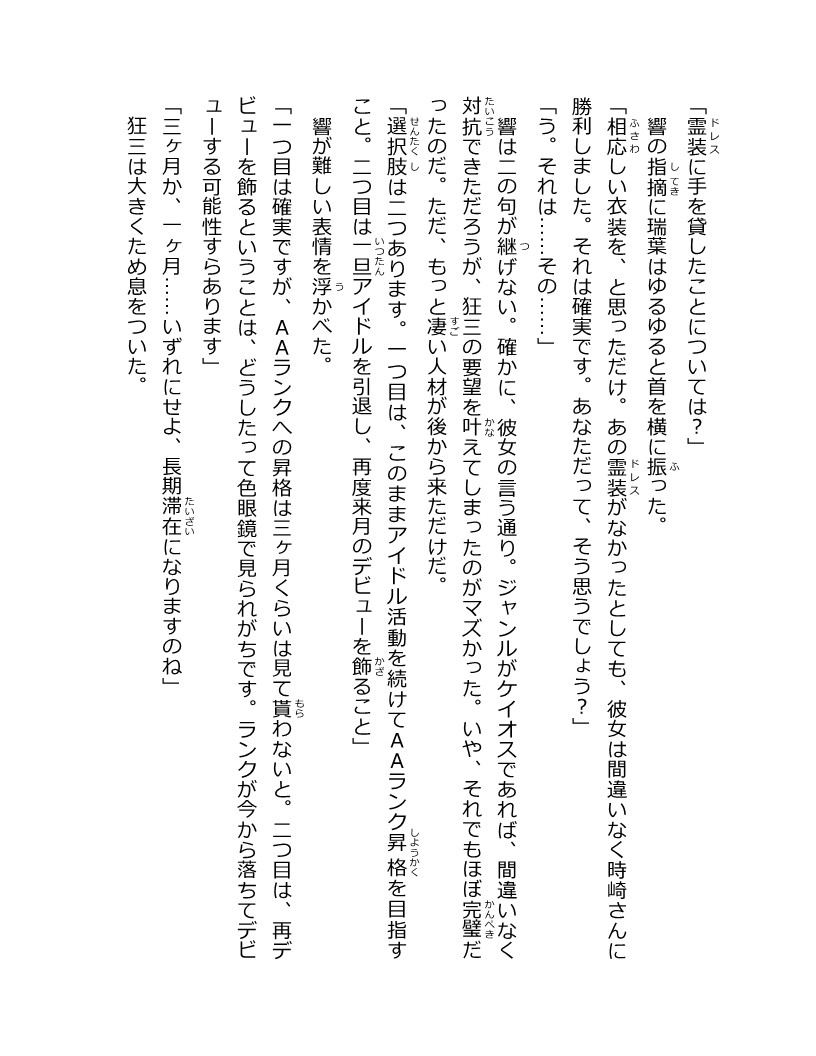 「霊装に手を貸したことについては?」
響の指摘に瑞葉はゆるゆると首を横に振った。
「相応しい衣装を、と思っただけ。あの霊装がなかったとしても、彼女は間違いなく時崎さんに
勝利しました。それは確実です。あなただって、そう思うでしょう?」
「う。それは……その……」
響は二の句が継げない。確かに、彼女の言う通り。ジャンルがケイオスであれば、間違いなく
対抗できただろうが、狂三の要望を叶えてしまったのがマズかった。いや、それでもほぼ完璧だ
ったのだ。ただ、もっと凄い人材が後から来ただけだ。
「選択肢は二つあります。一つ目は、このままアイドル活動を続けてAAランク昇格を目指す
こと。二つ目は一旦アイドルを引退し、再度来月のデビューを飾ること」
響が難しい表情を浮かべた。
「一つ目は確実ですが、AAランクへの昇格は三ヶ月くらいは見て貰わないと。二つ目は、再デ
ビューを飾るということは、どうしたって色眼鏡で見られがちです。ランクが今から落ちてデビ
ューする可能性すらあります」
「三ヶ月か、一ヶ月……いずれにせよ、長期滞在になりますのね」
狂三は大きくため息をついた。